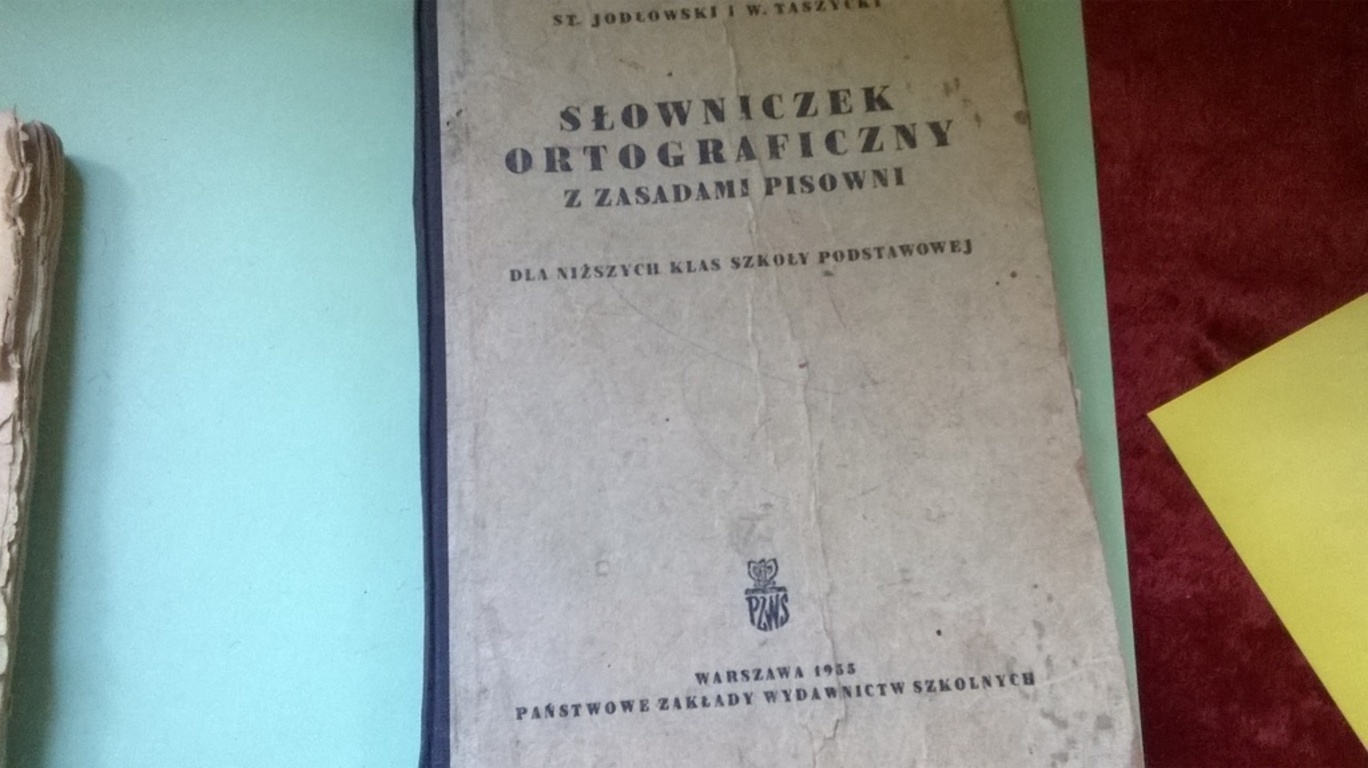 ST. JODŁOWSKI I W. TASZYCKI
SŁOWNICZEK
ORTOGRAFICZNY
Z ZASADAMI PISOWNI
DLA NIŻSZYCH KLAS SZKOŁY PODSTAWOWEJ
PZWS
WARSZAWA 1955
PAŃSTWOWE ZAKŁADY WYDAWNICTW SZKOLNYCH